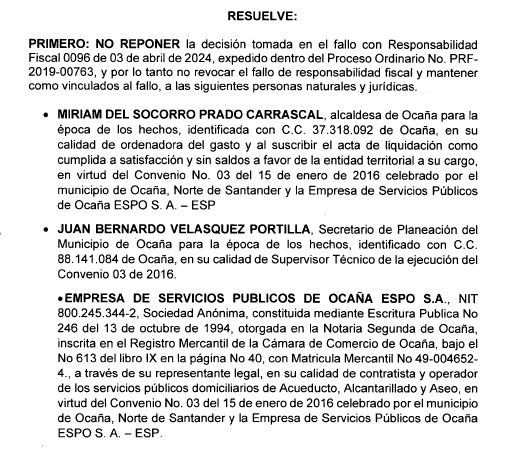 RESUELVE:
PRIMERO: NO REPONER la decisión tomada en el fallo con Responsabilidad
Fiscal 0096 de 03 de abril de 2024, expedido dentro del Proceso Ordinario No. PRF-
2019-00763, y por lo tanto no revocar el fallo de responsabilidad fiscal y mantener
como vinculados al fallo, a las siguientes personas naturales y jurídicas.
• MIRIAM DEL SOCORRO PRADO CARRASCAL, alcaldesa de Ocaña para la
época de los hechos, identificada con C.C. 37.318.092 de Ocaña, en su
calidad de ordenadora del gasto y al suscribir el acta de liquidación como
cumplida a satisfacción y sin saldos a favor de la entidad territorial a su cargo,
en virtud del Convenio No. 03 del 15 de enero de 2016 celebrado por el
municipio de Ocaña, Norte de Santander y la Empresa de Servicios Públicos
de Ocaña ESPO S. A. – ESP
• JUAN BERNARDO VELASQUEZ PORTILLA, Secretario de Planeación del
Municipio de Ocaña para la época de los hechos, identificado con C.C.
88.141.084 de Ocaña, en su calidad de Supervisor Técnico de la ejecución del
Convenio 03 de 2016.
•EMPRESA DE SERVICIOS PUBLICOS DE OCAÑA ESPO S.A., NIT
800.245.344-2, Sociedad Anónima, constituida mediante Escritura Publica No
246 del 13 de octubre de 1994, otorgada en la Notaria Segunda de Ocaña,
inscrita en el Registro Mercantil de la Cámara de Comercio de Ocaña, bajo el
No 613 del libro IX en la página No 40, con Matricula Mercantil No 49-004652-
4., a través de su representante legal, en su calidad de contratista y operador
de los servicios públicos domiciliarios de Acueducto, Alcantarillado y Aseo, en
virtud del Convenio No. 03 del 15 de enero de 2016 celebrado por el municipio
de Ocaña, Norte de Santander y la Empresa de Servicios Públicos de Ocaña
ESPO S. A. – ESP.